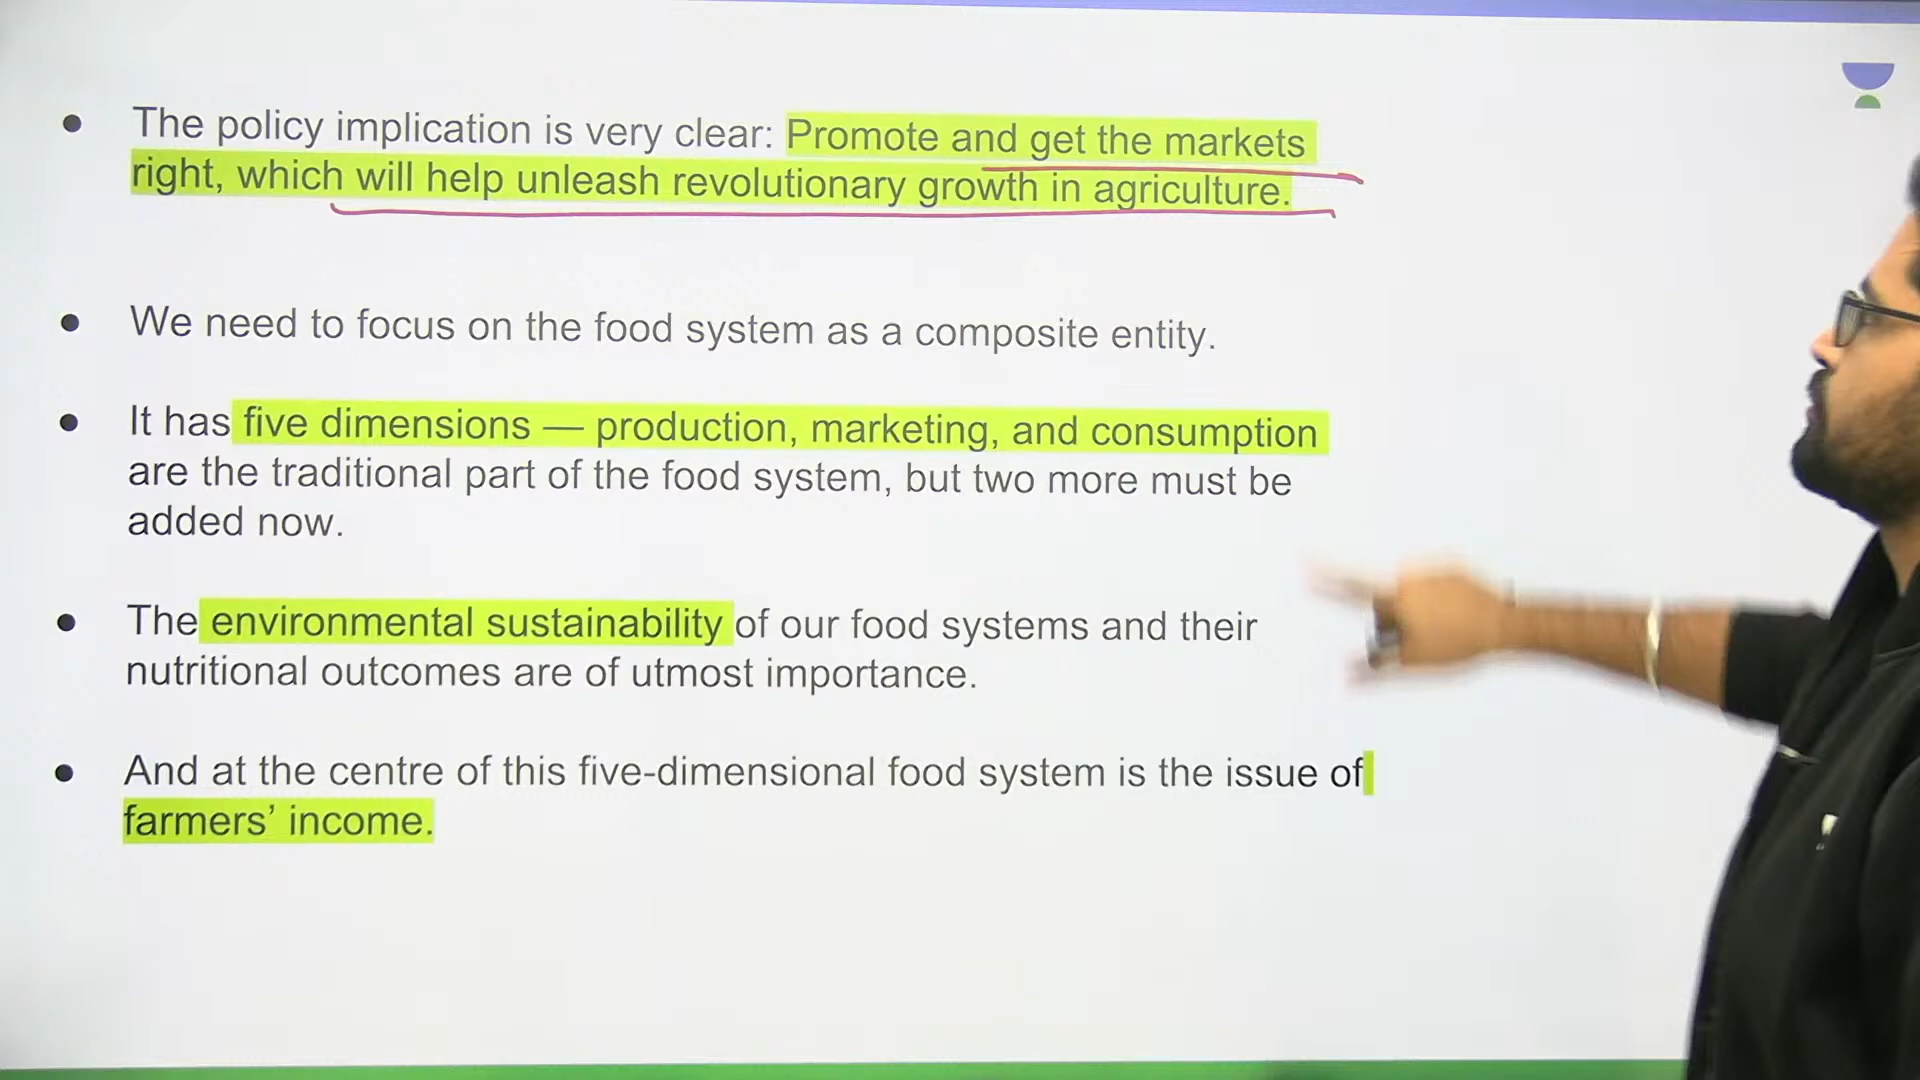 ● The policy implication is very clear: Promote and get the markets
right, which will help unleash revolutionary growth in agriculture.
● We need to focus on the food system as a composite entity.
● It has five dimensions — production, marketing, and consumption
are the traditional part of the food system, but two more must be
added now.
● The environmental sustainability of our food systems and their
nutritional outcomes are of utmost importance.
● And at the centre of this five-dimensional food system is the issue of
farmers’ income.